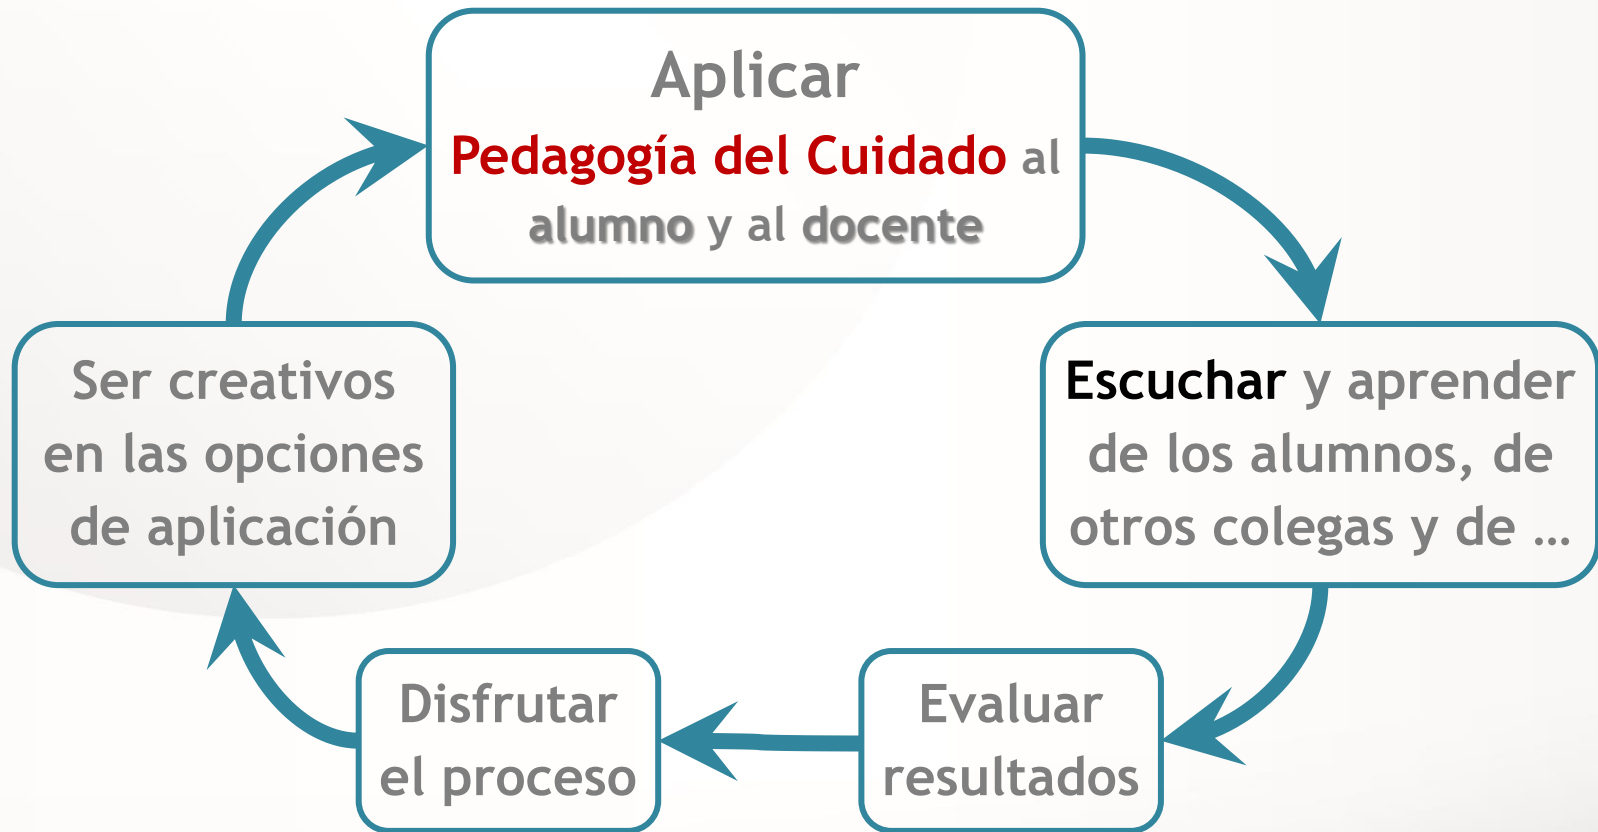 Aplicar
Pedagogía del Cuidado al
alumno y al docente
Escuchar y aprender
de los alumnos, de
otros colegas y de ...
Evaluar
resultados
Disfrutar
el proceso
Ser creativos
en las opciones
de aplicación